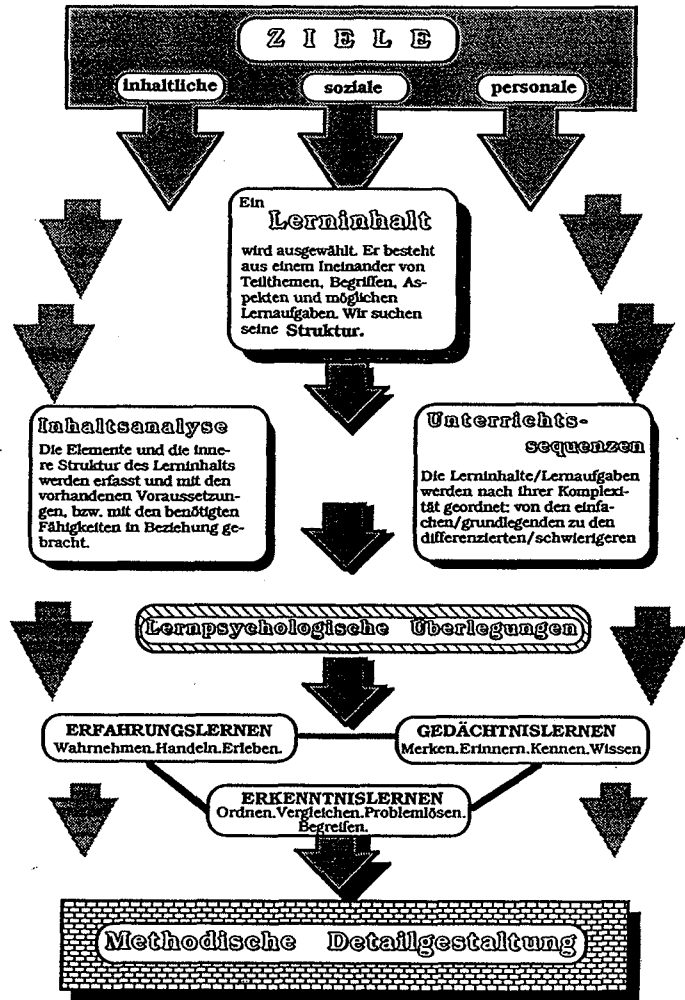 ZIELE
inhaltliche soziale personale
Ein
Lerninhalt
wird ausgewählt. Er besteht
aus einem Ineinander von
Teilthemen, Begriffen, As-
pekten und möglichen
Lernaufgaben. Wir suchen
seine Struktur.
Inhaltsanalyse
Die Elemente und die inne-
re Struktur des Lerninhalts
werden erfasst und mit den
vorhandenen Voraussetzun-
gen, bzw. mit den benötigten
Fähigkeiten in Beziehung ge-
bracht.
Unterrichts-
sequenzen
Die Lerninhalte/Lernaufgaben
werden nach ihrer Komplexi-
tät geordnet: von den einfa-
chen/grundlegenden zu den
differenzierten/schwierigeren
Lernpsychologische Überlegungen
ERFAHRUNGSLERNEN
Wahrnehmen.Handeln.Erleben.
GEDÄCHTNISLERNEN
Merken.Erinnern.Kennen.Wissen
ERKENNTNISLERNEN
Ordnen.Vergleichen.Problemlösen.
Begreifen.
Methodische Detailgestaltung